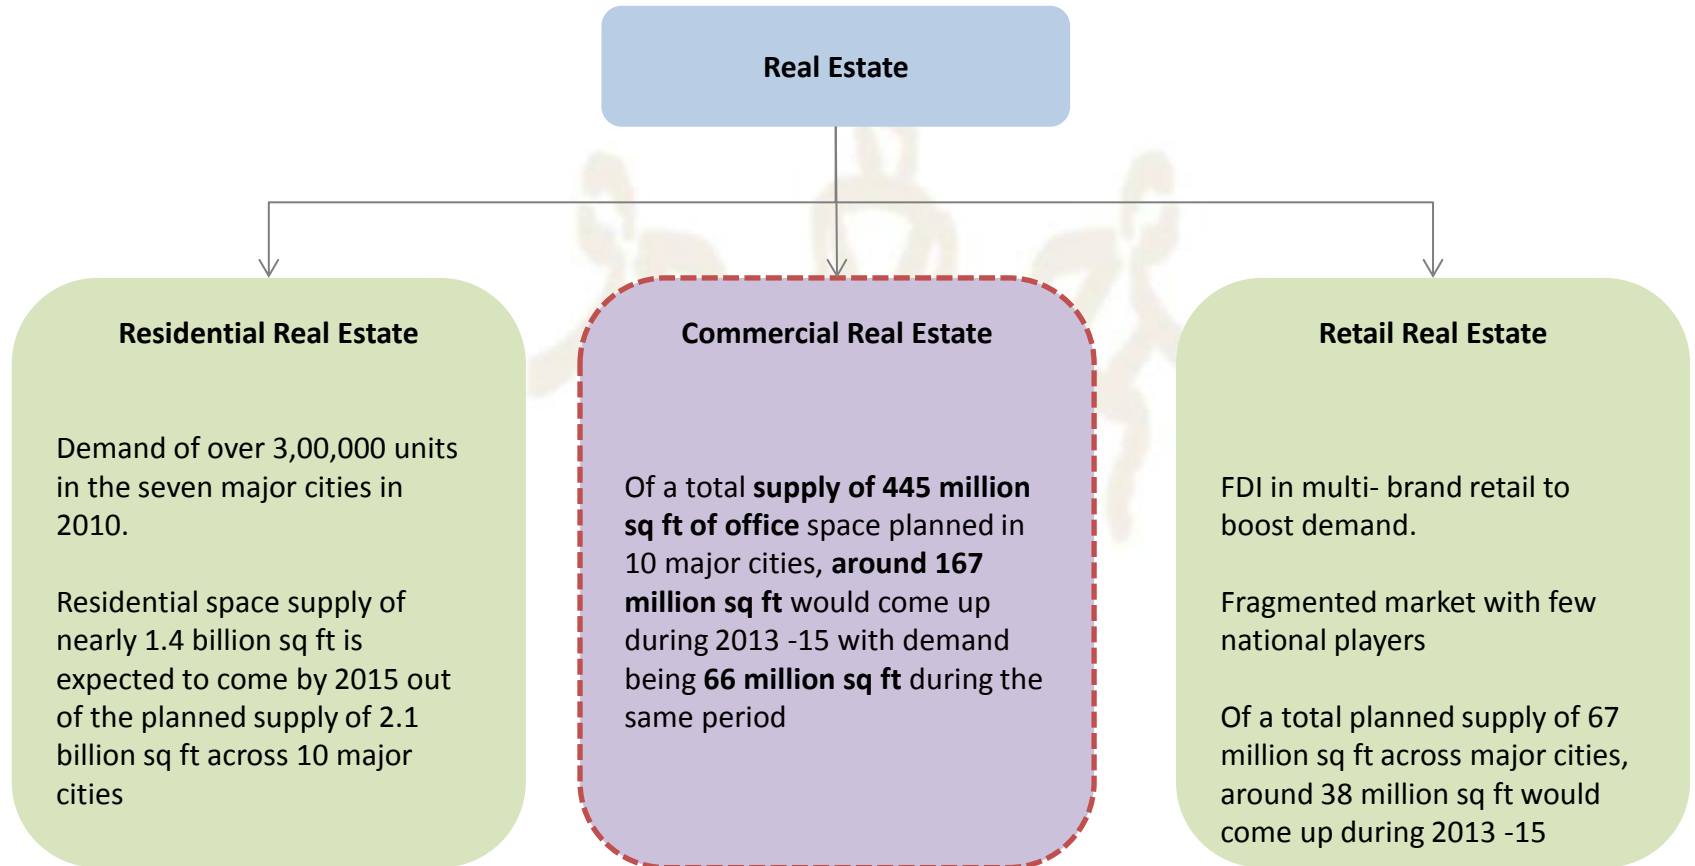 Real Estate
Residential Real Estate
Demand of over 3,00,000 units
in the seven major cities in
2010.
Residential space supply of
nearly 1.4 billion sq ft is
expected to come by 2015 out
of the planned supply of 2.1
billion sq ft across 10 major
cities
Commercial Real Estate
Of a total supply of 445 million
sq ft of office space planned in
10 major cities, around 167
million sq ft would come up
during 2013 -15 with demand
being 66 million sq ft during the
same period
Retail Real Estate
FDI in multi- brand retail to
boost demand.
Fragmented market with few
national players
Of a total planned supply of 67
million sq ft across major cities,
around 38 million sq ft would
come up during 2013 -15